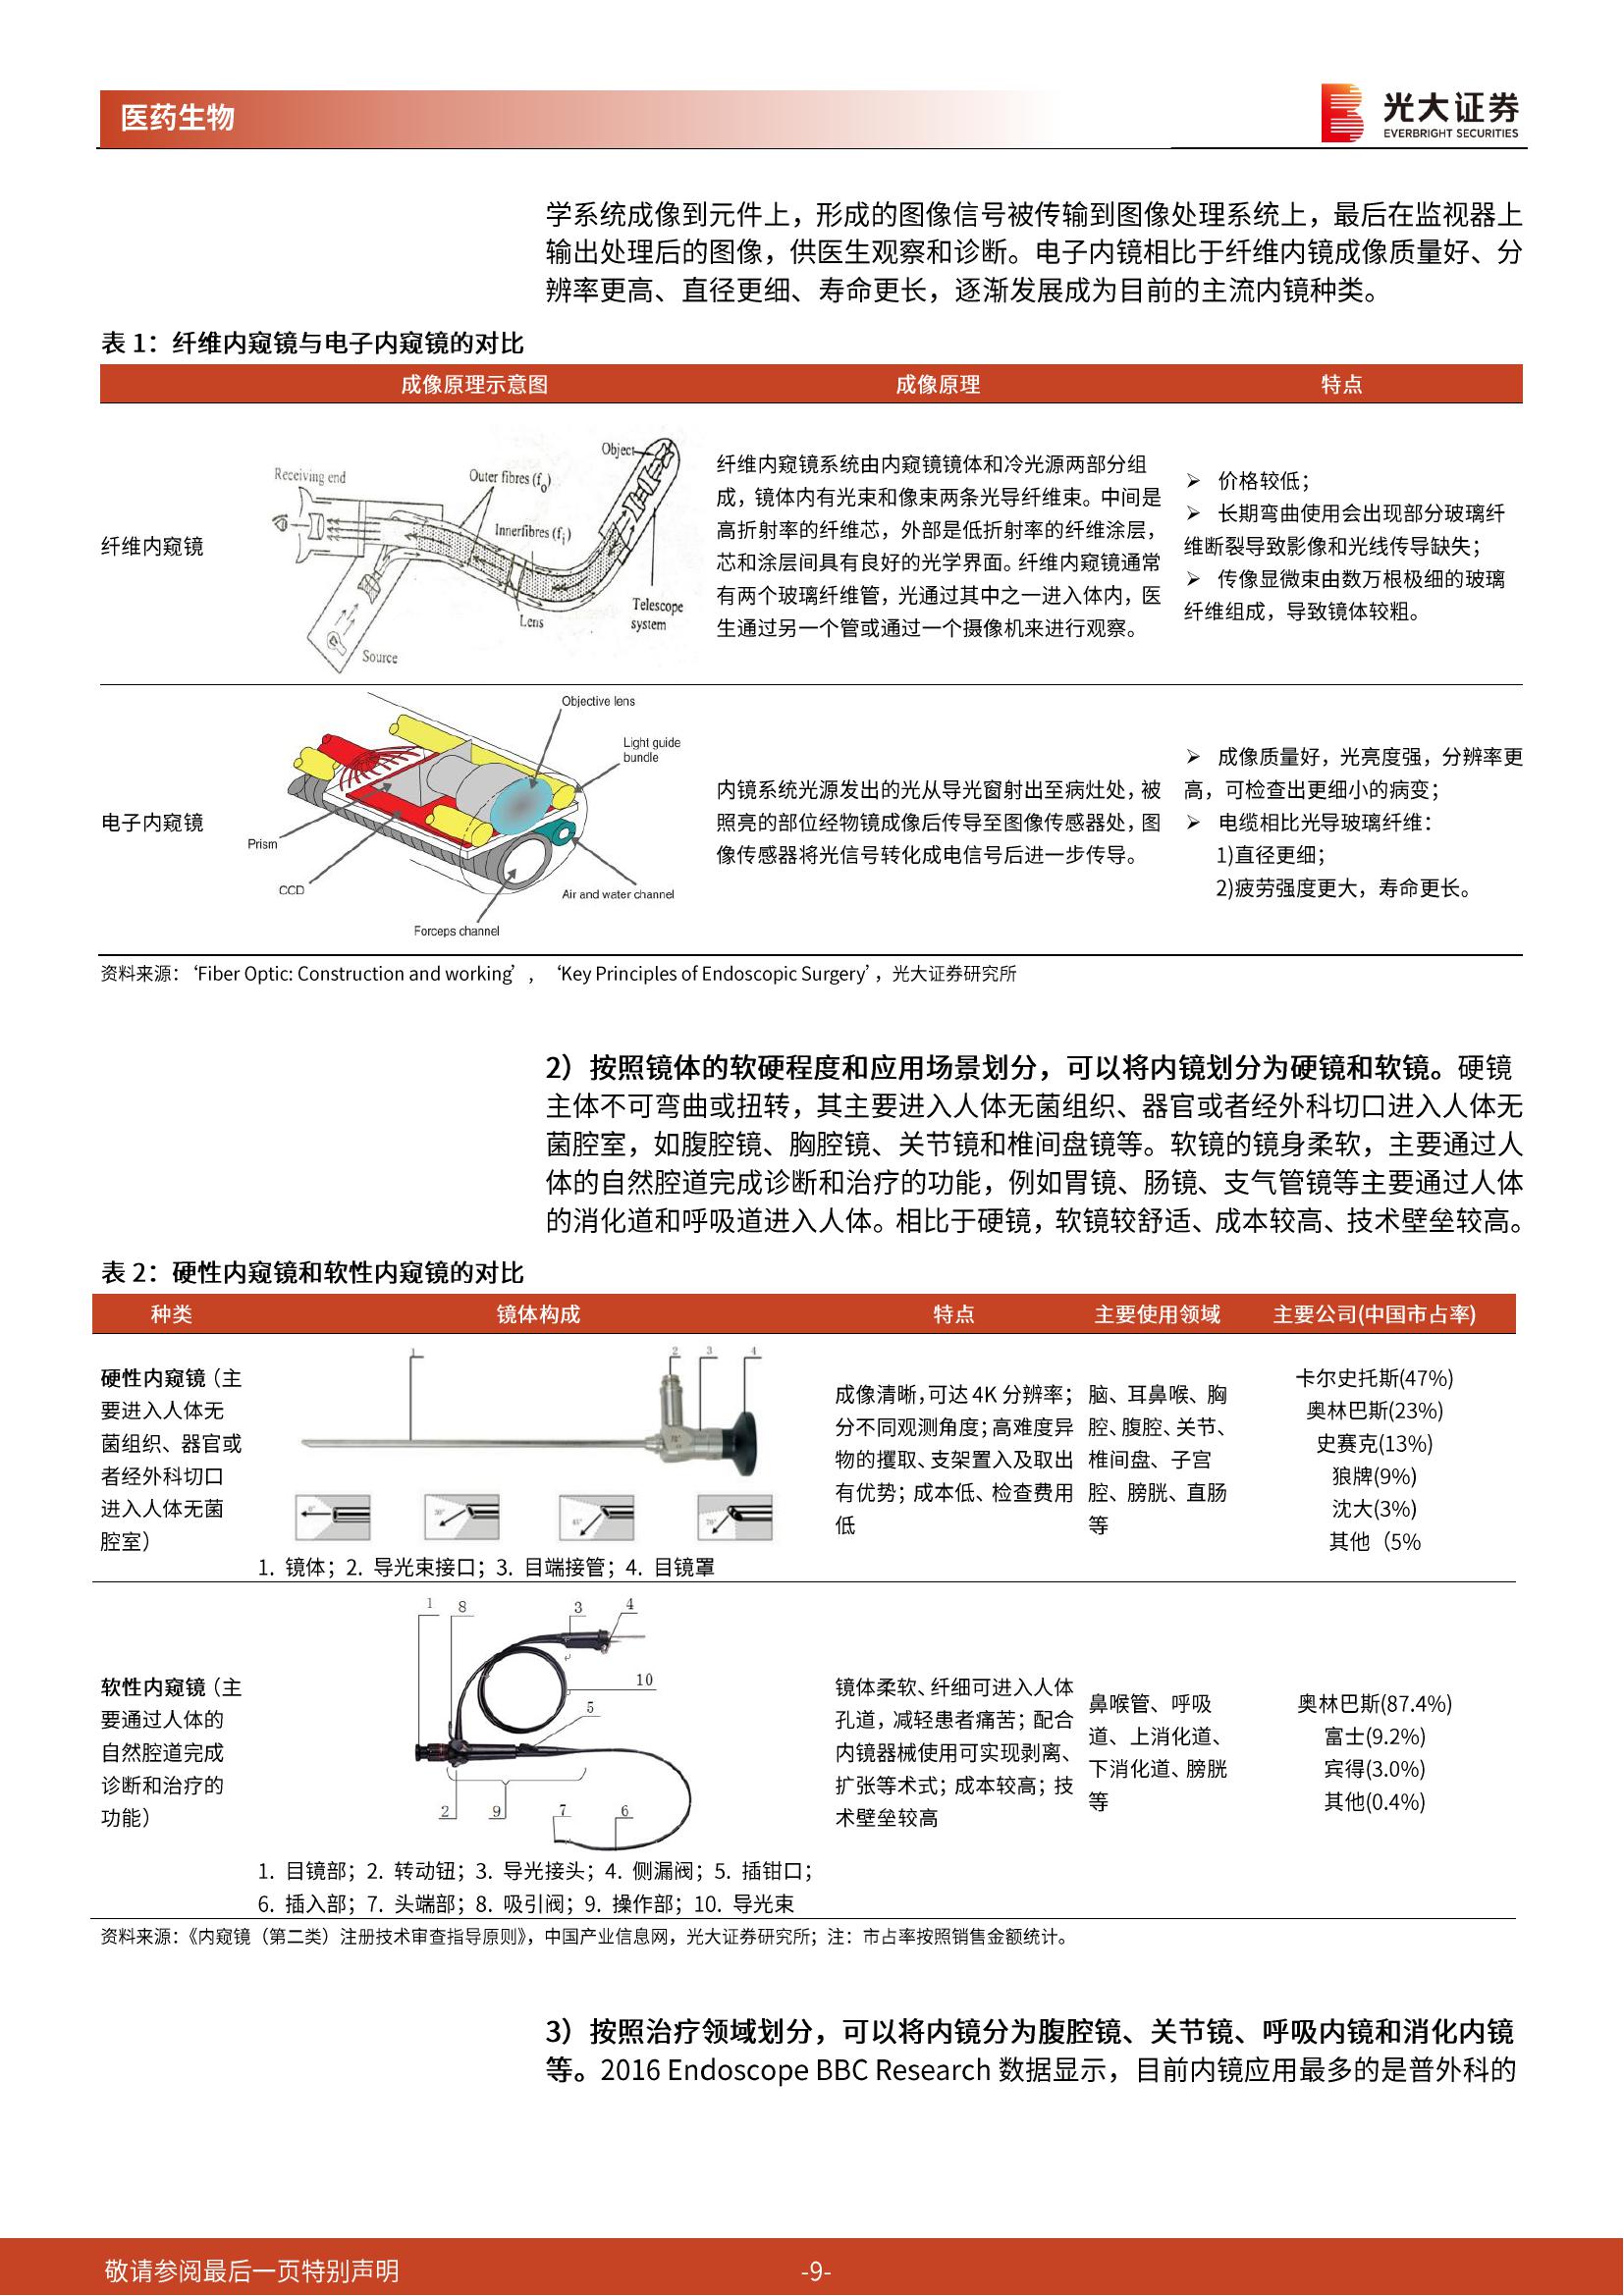 医药生物
光大证券
EVERBRIGHT SECURITIES
学系统成像到元件上，形成的图像信号被传输到图像处理系统上，最后在监视器上
输出处理后的图像，供医生观察和诊断。电子内镜相比于纤维内镜成像质量好、分
辨率更高、直径更细、寿命更长，逐渐发展成为目前的主流内镜种类。
表 1：纤维内窥镜与电子内窥镜的对比
成像原理示意图 成像原理 特点
纤维内窥镜
Receiving end
Outer fibres (f₀)
Object
Innerfibres (fᵢ)
Lens
Telescope
system
Source
纤维内窥镜系统由内窥镜镜体和冷光源两部分组
成，镜体内有光束和像束两条光导纤维束。中间是
高折射率的纤维芯，外部是低折射率的纤维涂层，
芯和涂层间具有良好的光学界面。纤维内窥镜通常
有两个玻璃纤维管，光通过其中之一进入体内，医
生通过另一个管或通过一个摄像机来进行观察。
➢ 价格较低；
➢ 长期弯曲使用会出现部分玻璃纤
维断裂导致影像和光线传导缺失；
➢ 传像显微束由数万根极细的玻璃
纤维组成，导致镜体较粗。
电子内窥镜
Objective lens
Light guide
bundle
Prism
CCD
Air and water channel
Forceps channel
内镜系统光源发出的光从导光窗射出至病灶处，被
照亮的部位经物镜成像后传导至图像传感器处，图
像传感器将光信号转化成电信号后进一步传导。
➢ 成像质量好，光亮度强，分辨率更
高，可检查出更细小的病变；
➢ 电缆相比光导玻璃纤维：
1)直径更细；
2)疲劳强度更大，寿命更长。
资料来源：‘Fiber Optic: Construction and working’，‘Key Principles of Endoscopic Surgery’，光大证券研究所
2）按照镜体的软硬程度和应用场景划分，可以将内镜划分为硬镜和软镜。硬镜
主体不可弯曲或扭转，其主要进入人体无菌组织、器官或者经外科切口进入人体无
菌腔室，如腹腔镜、胸腔镜、关节镜和椎间盘镜等。软镜的镜身柔软，主要通过人
体的自然腔道完成诊断和治疗的功能，例如胃镜、肠镜、支气管镜等主要通过人体
的消化道和呼吸道进入人体。相比于硬镜，软镜较舒适、成本较高、技术壁垒较高。
表 2：硬性内窥镜和软性内窥镜的对比
种类 镜体构成 特点 主要使用领域 主要公司(中国市占率)
硬性内窥镜（主
要进入人体无
菌组织、器官或
者经外科切口
进入人体无菌
腔室）
1 2 3 4
0° 30° 45° 70°
1. 镜体；2. 导光束接口；3. 目端接管；4. 目镜罩
成像清晰，可达 4K 分辨率；
分不同观测角度；高难度异
物的攫取、支架置入及取出
有优势；成本低、检查费用
低
脑、耳鼻喉、胸
腔、腹腔、关节、
椎间盘、子宫
腔、膀胱、直肠
等
卡尔史托斯(47%)
奥林巴斯(23%)
史赛克(13%)
狼牌(9%)
沈大(3%)
其他（5%
软性内窥镜（主
要通过人体的
自然腔道完成
诊断和治疗的
功能）
1 8 3 4
10
5
2 9 7 6
1. 目镜部；2. 转动钮；3. 导光接头；4. 侧漏阀；5. 插钳口；
6. 插入部；7. 头端部；8. 吸引阀；9. 操作部；10. 导光束
镜体柔软、纤细可进入人体
孔道，减轻患者痛苦；配合
内镜器械使用可实现剥离、
扩张等术式；成本较高；技
术壁垒较高
鼻喉管、呼吸
道、上消化道、
下消化道、膀胱
等
奥林巴斯(87.4%)
富士(9.2%)
宾得(3.0%)
其他(0.4%)
资料来源：《内窥镜（第二类）注册技术审查指导原则》，中国产业信息网，光大证券研究所；注：市占率按照销售金额统计。
3）按照治疗领域划分，可以将内镜分为腹腔镜、关节镜、呼吸内镜和消化内镜
等。2016 Endoscope BBC Research 数据显示，目前内镜应用最多的是普外科的
敬请参阅最后一页特别声明
-9-